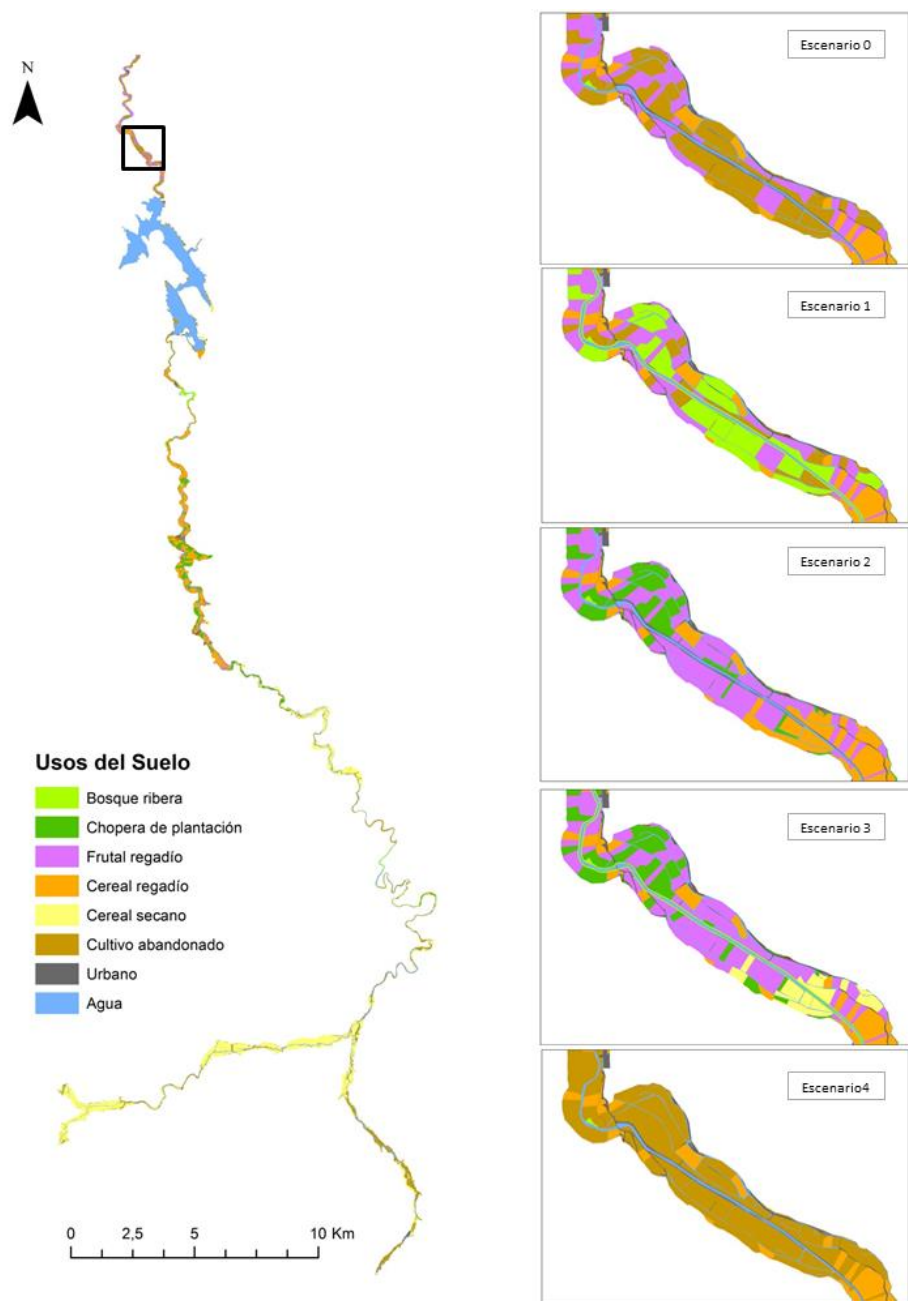 N
Usos del Suelo
Bosque ribera
Chopera de plantación
Frutal regadío
Cereal regadío
Cereal secano
Cultivo abandonado
Urbano
Agua
0 2,5 5 10 Km
Escenario 0
Escenario 1
Escenario 2
Escenario 3
Escenario4